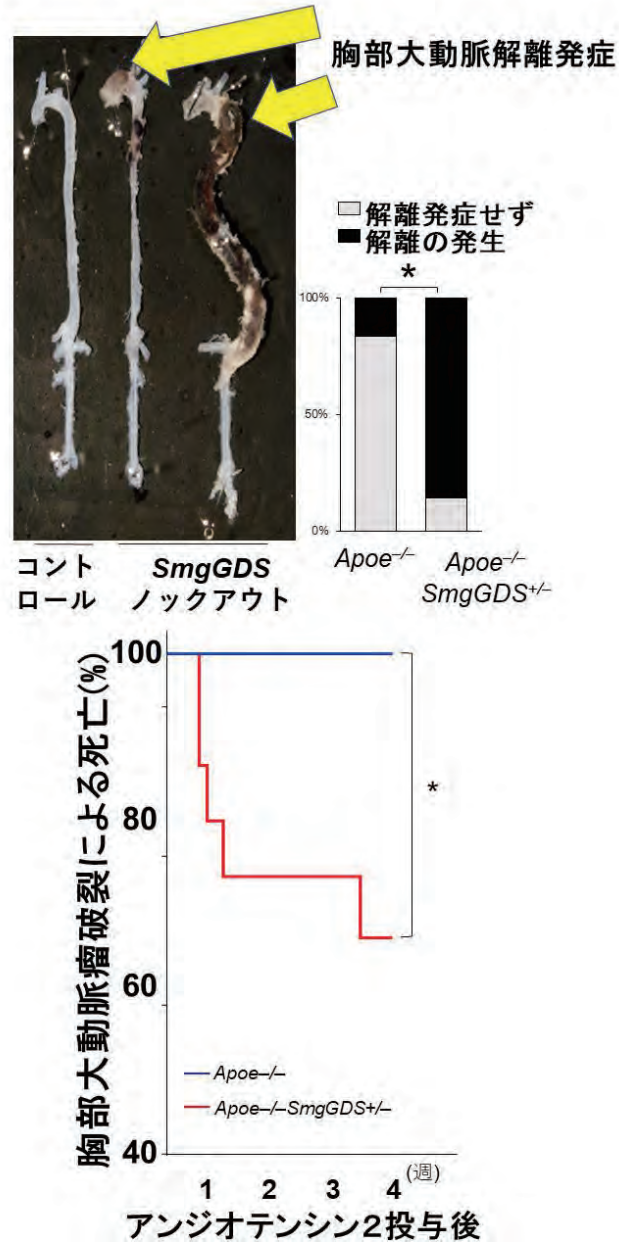 胸部大動脈解離発症
解離発症せず
解離の発生
*
100%
50%
0%
Apoe−/−
Apoe−/−
SmgGDS+/−
コント
ロール
SmgGDS
ノックアウト
胸部大動脈瘤破裂による死亡(%)
100
80
60
40
*
Apoe−/−
Apoe−/−SmgGDS+/−
1 2 3 4
(週)
アンジオテンシン2投与後